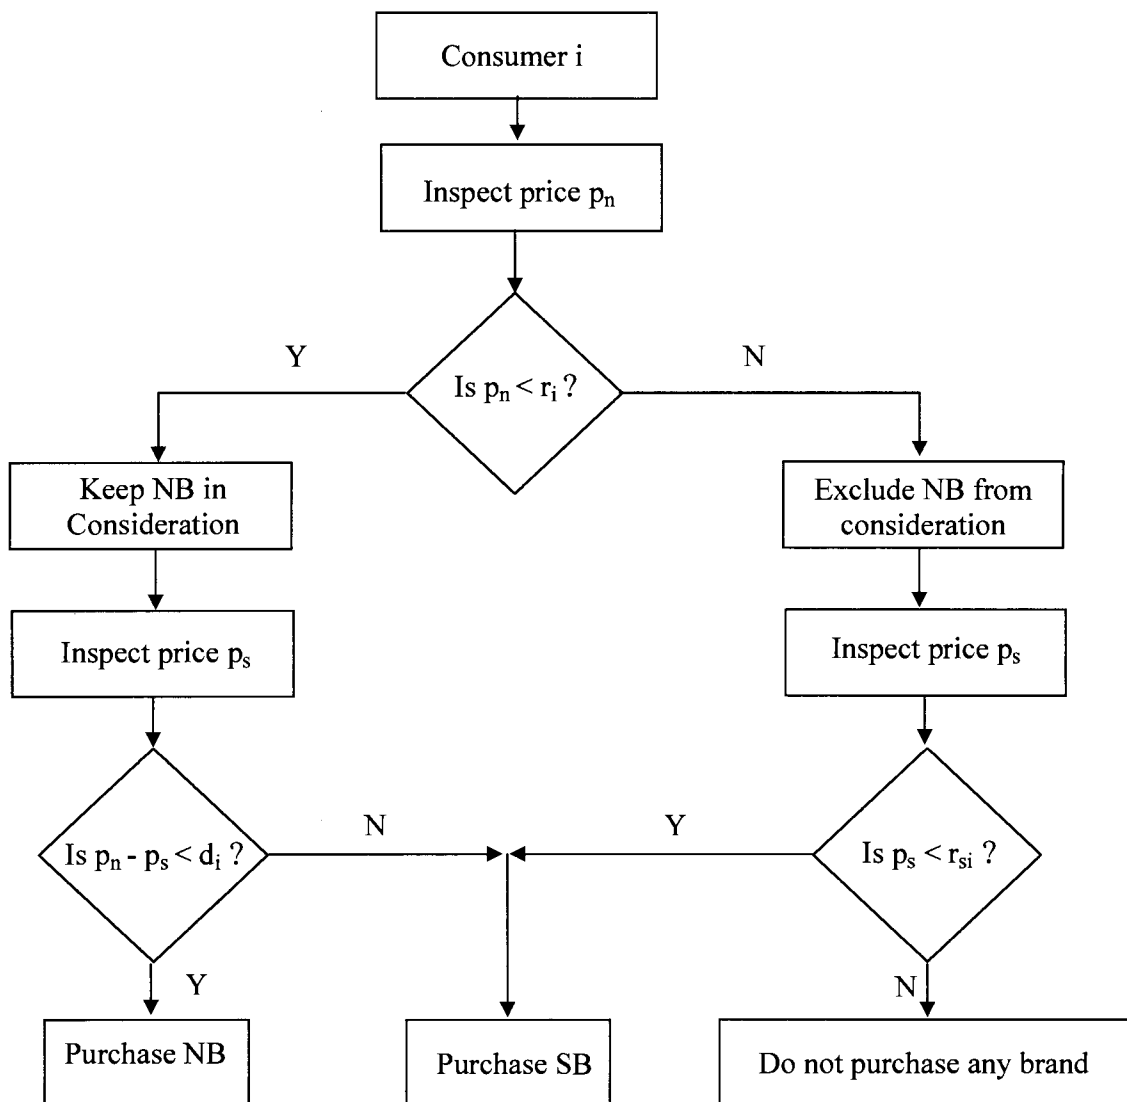 Consumer i
Inspect price pₙ
Y
N
Is pₙ < rᵢ ?
Keep NB in
Consideration
Exclude NB from
consideration
Inspect price pₛ
Inspect price pₛ
N
Y
Is pₙ - pₛ < dᵢ ?
Is pₛ < rₛᵢ ?
Y
N
Purchase NB
Purchase SB
Do not purchase any brand